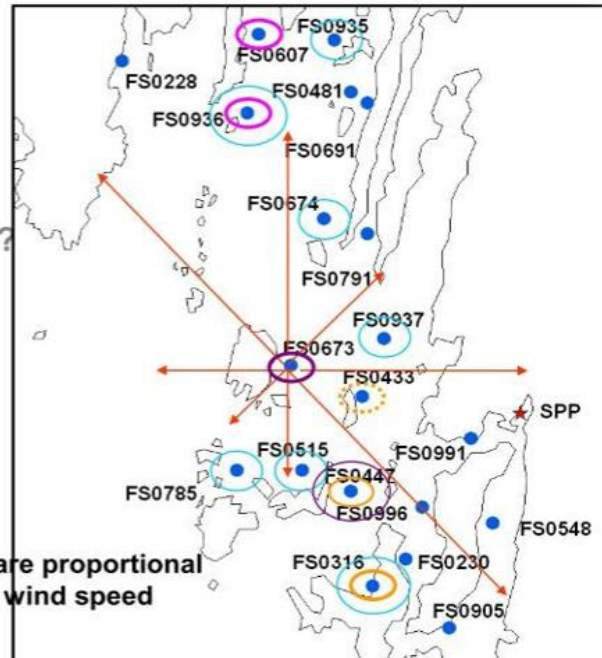 FS0935
FS0607
FS0228
FS0481
FS0936
FS0691
FS0674
?
FS0791
FS0937
FS0673
FS0433
SPP
FS0515
FS0991
FS0447
FS0785
FS0996
FS0548
are proportional
FS0316
FS0230
wind speed
FS0905